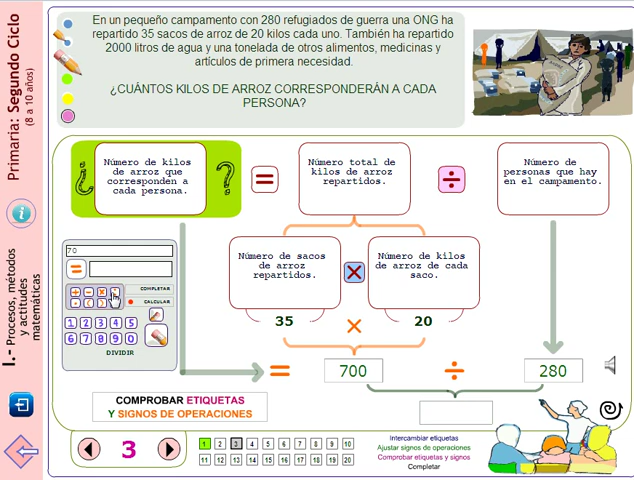 En un pequeño campamento con 280 refugiados de guerra una ONG ha
repartido 35 sacos de arroz de 20 kilos cada uno. También ha repartido
2000 litros de agua y una tonelada de otros alimentos, medicinas y
artículos de primera necesidad.
¿CUÁNTOS KILOS DE ARROZ CORRESPONDERÁN A CADA
PERSONA?
Primaria: Segundo Ciclo
(8 a 10 años)
I.- Procesos, métodos
y actitudes
matemáticas
¿
Número de kilos
de arroz que
corresponden a
cada persona.
?
=
Número total de
kilos de arroz
repartidos.
÷
Número de
personas que hay
en el campamento.
Número de sacos
de arroz
repartidos.
×
Número de kilos
de arroz de cada
saco.
35 × 20
70
=
+ - × ÷ COMPLETAR
( ) CALCULAR
1 2 3 4 5
6 7 8 9 0
DIVIDIR
= 700 ÷ 280
COMPROBAR ETIQUETAS
Y SIGNOS DE OPERACIONES
3
1 2 3 4 5 6 7 8 9 10
11 12 13 14 15 16 17 18 19 20
Intercambiar etiquetas
Ajustar signos de operaciones
Comprobar etiquetas y signos
Completar